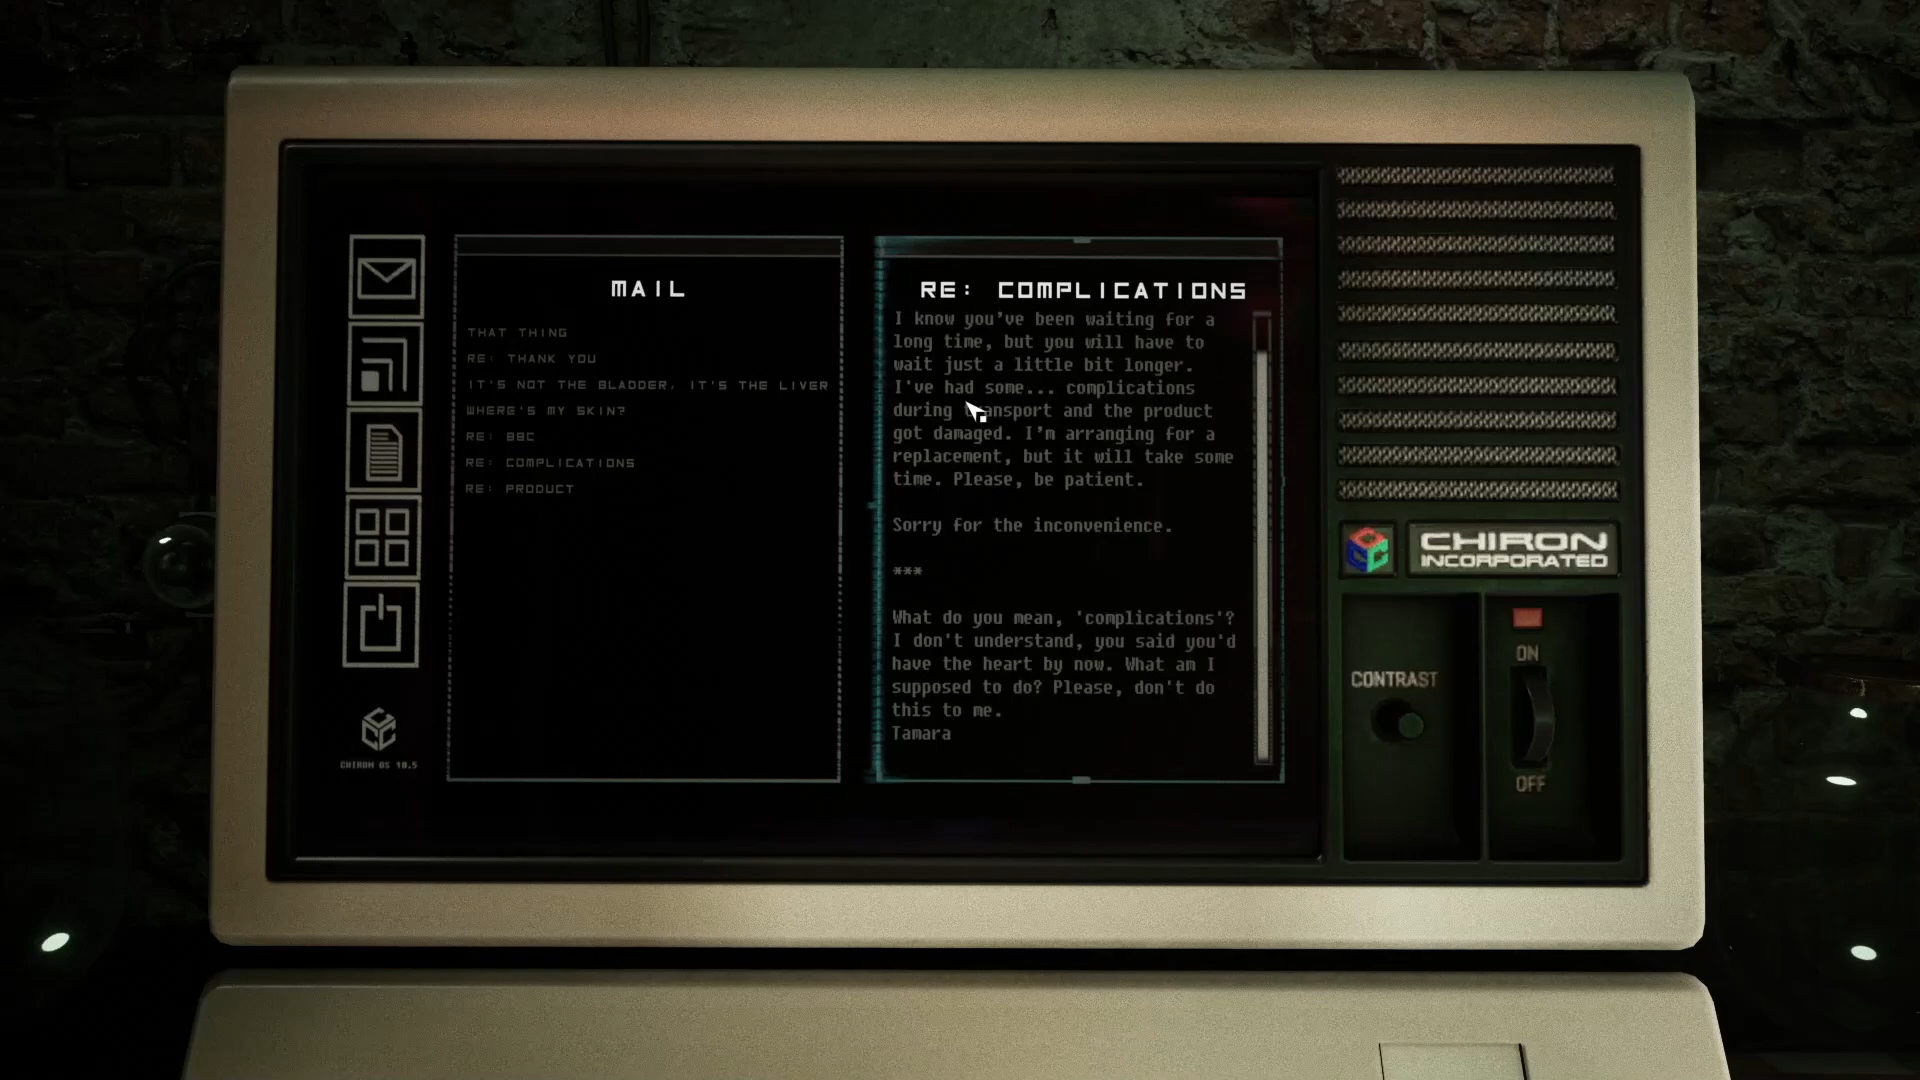 MAIL
THAT THING
RE: THANK YOU
IT'S NOT THE BLADDER, IT'S THE LIVER
WHERE'S MY SKIN?
RE: BBC
RE: COMPLICATIONS
RE: PRODUCT
CHIRON OS 10.5
RE: COMPLICATIONS
I know you've been waiting for a
long time, but you will have to
wait just a little bit longer.
I've had some... complications
during transport and the product
got damaged. I'm arranging for a
replacement, but it will take some
time. Please, be patient.
Sorry for the inconvenience.
***
What do you mean, 'complications'?
I don't understand, you said you'd
have the heart by now. What am I
supposed to do? Please, don't do
this to me.
Tamara
CHIRON
INCORPORATED
CONTRAST
ON
OFF